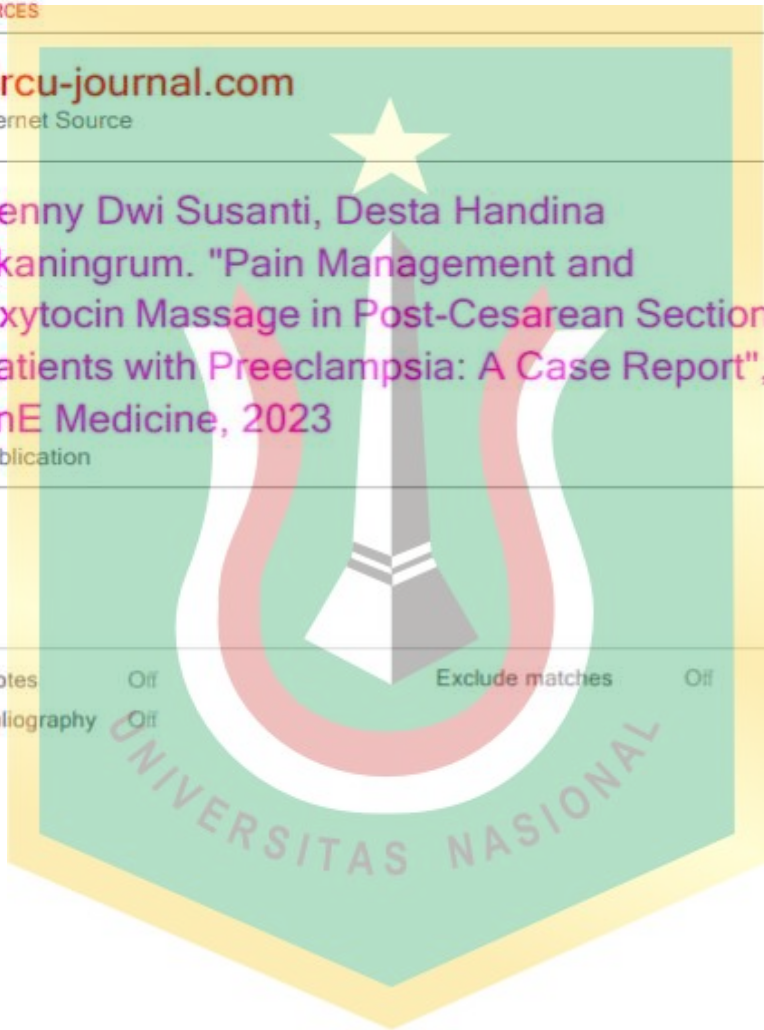 RCES
rcu-journal.com
ernet Source
enny Dwi Susanti, Desta Handina
kaningrum. "Pain Management and
xytocin Massage in Post-Cesarean Section
atients with Preeclampsia: A Case Report",
nE Medicine, 2023
blication
otes Off Exclude matches Off
liography Off
UNIVERSITAS NASIONAL